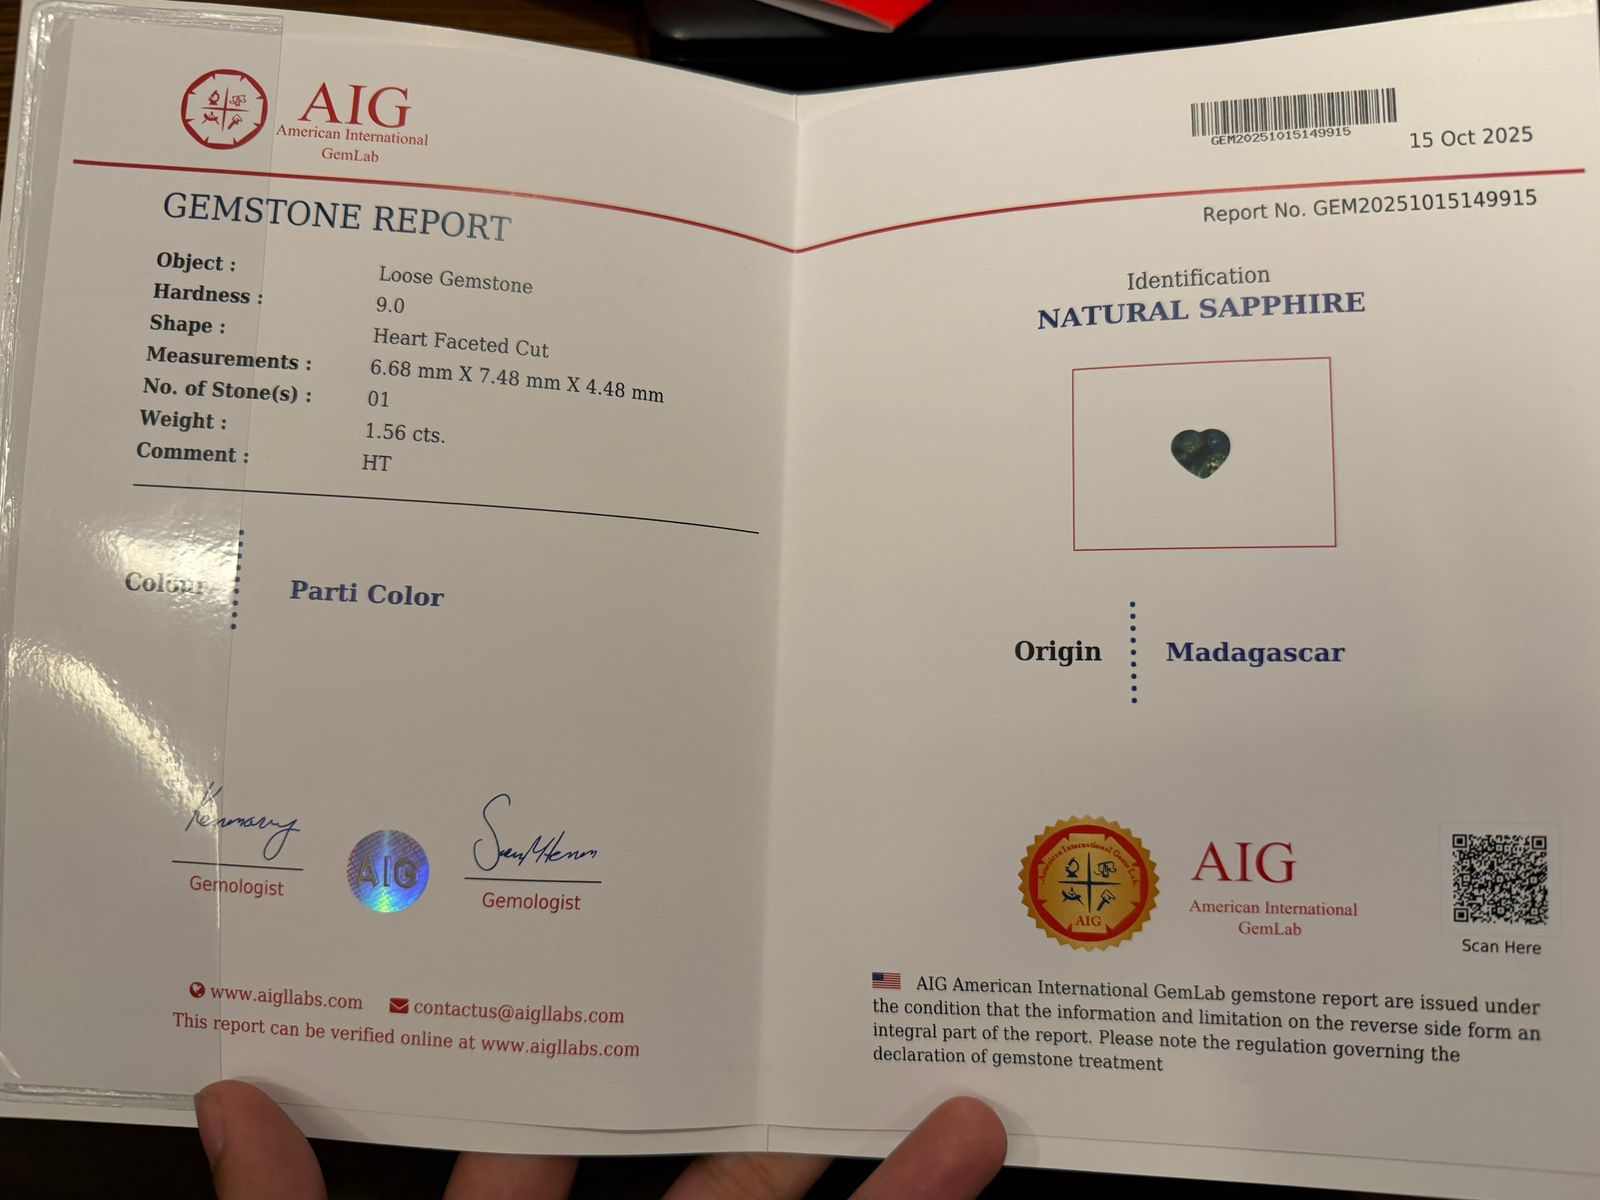 AIG
American International
GemLab
GEMSTONE REPORT
Object : Loose Gemstone
Hardness : 9.0
Shape : Heart Faceted Cut
Measurements : 6.68 mm X 7.48 mm X 4.48 mm
No. of Stone(s) : 01
Weight : 1.56 cts.
Comment : HT
Colour Parti Color
Gemologist
AIG
Gemologist
www.aigllabs.com contactus@aigllabs.com
This report can be verified online at www.aigllabs.com
GEM20251015149915
15 Oct 2025
Report No. GEM20251015149915
Identification
NATURAL SAPPHIRE
Origin Madagascar
American International GemLab
AIG
AIG
American International
GemLab
Scan Here
AIG American International GemLab gemstone report are issued under
the condition that the information and limitation on the reverse side form an
integral part of the report. Please note the regulation governing the
declaration of gemstone treatment